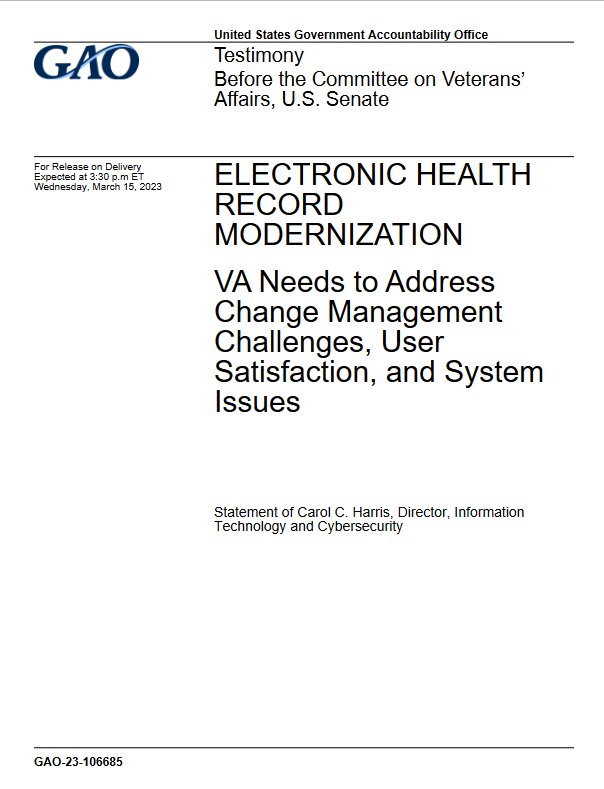 United States Government Accountability Office
GAO
Testimony
Before the Committee on Veterans’
Affairs, U.S. Senate
For Release on Delivery
Expected at 3:30 p.m ET
Wednesday, March 15, 2023
ELECTRONIC HEALTH
RECORD
MODERNIZATION
VA Needs to Address
Change Management
Challenges, User
Satisfaction, and System
Issues
Statement of Carol C. Harris, Director, Information
Technology and Cybersecurity
GAO-23-106685